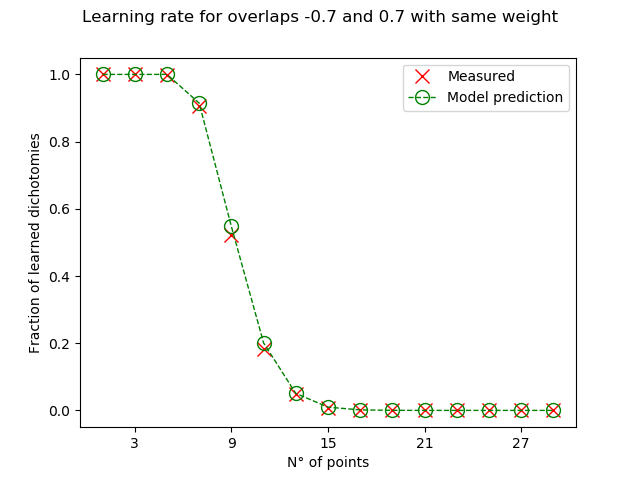 Learning rate for overlaps -0.7 and 0.7 with same weight
Measured
Model prediction
Fraction of learned dichotomies
1.0
0.8
0.6
0.4
0.2
0.0
3 9 15 21 27
N° of points